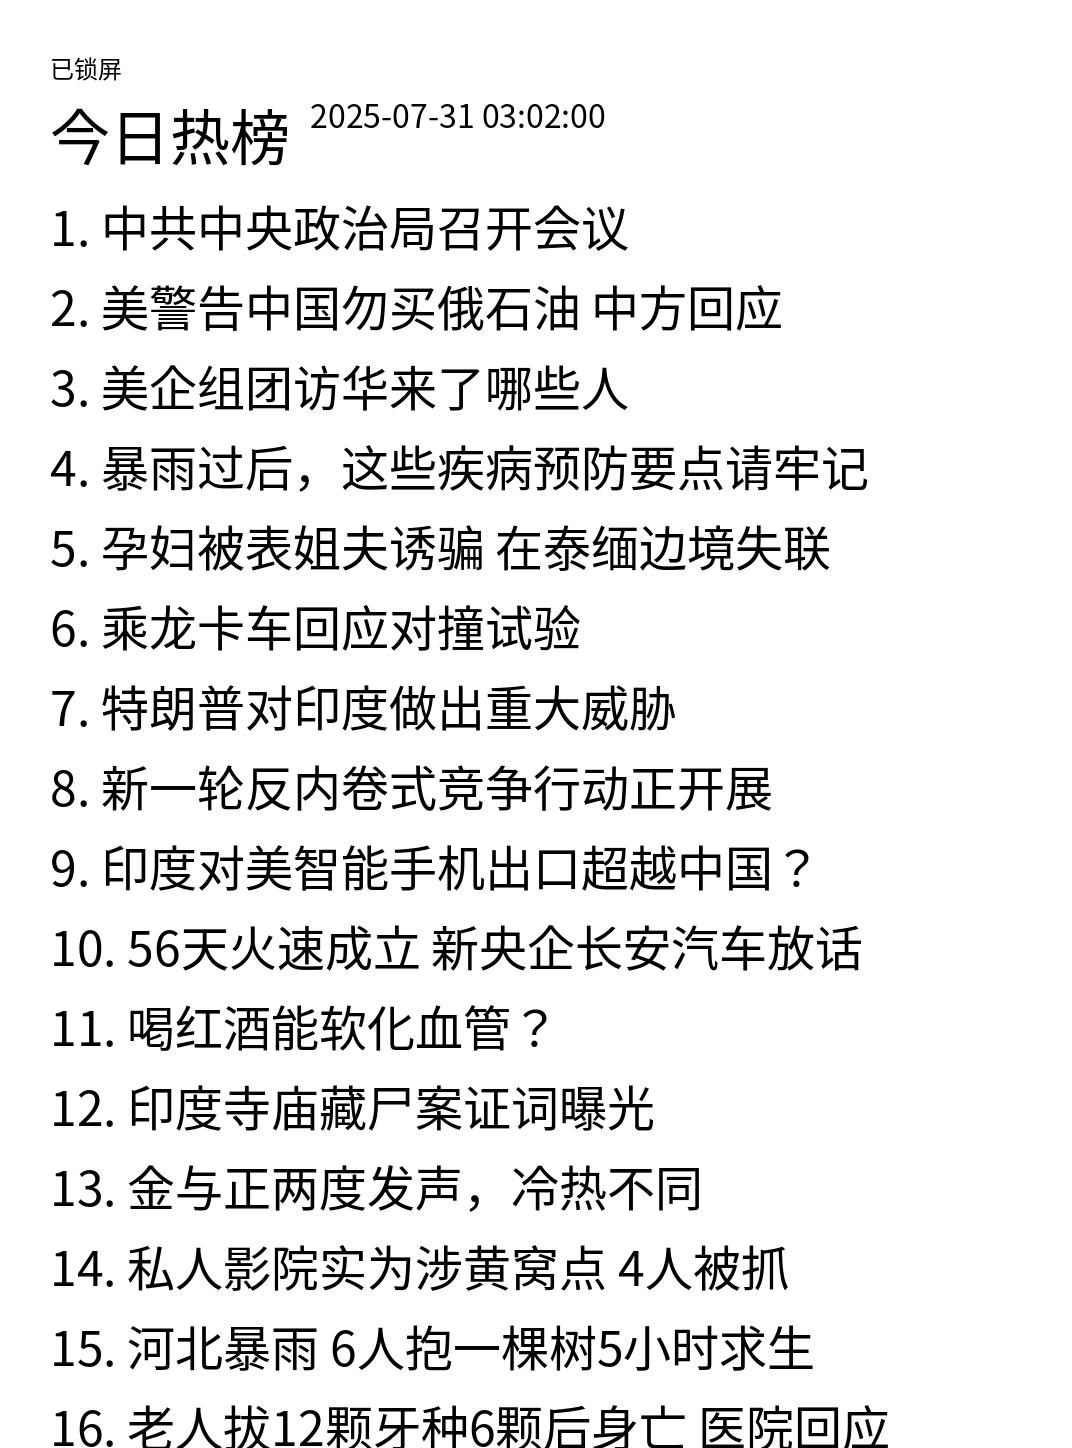 已锁屏
今日热榜 2025-07-31 03:02:00
1. 中共中央政治局召开会议
2. 美警告中国勿买俄石油 中方回应
3. 美企组团访华来了哪些人
4. 暴雨过后，这些疾病预防要点请牢记
5. 孕妇被表姐夫诱骗 在泰缅边境失联
6. 乘龙卡车回应对撞试验
7. 特朗普对印度做出重大威胁
8. 新一轮反内卷式竞争行动正开展
9. 印度对美智能手机出口超越中国？
10. 56天火速成立 新央企长安汽车放话
11. 喝红酒能软化血管？
12. 印度寺庙藏尸案证词曝光
13. 金与正两度发声，冷热不同
14. 私人影院实为涉黄窝点 4人被抓
15. 河北暴雨 6人抱一棵树5小时求生
16. 老人拔12颗牙种6颗后身亡 医院回应